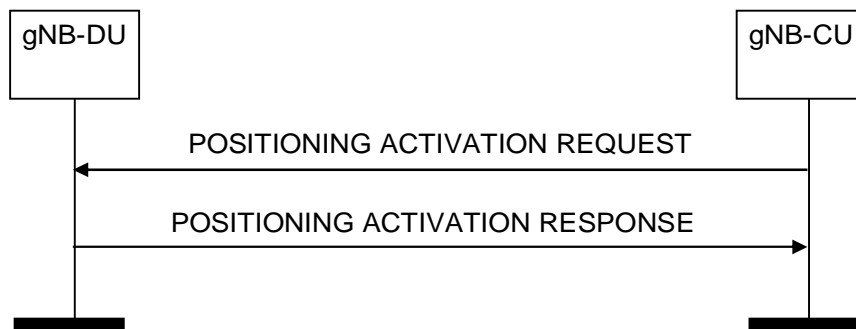 gNB-DU
gNB-CU
POSITIONING ACTIVATION REQUEST
POSITIONING ACTIVATION RESPONSE